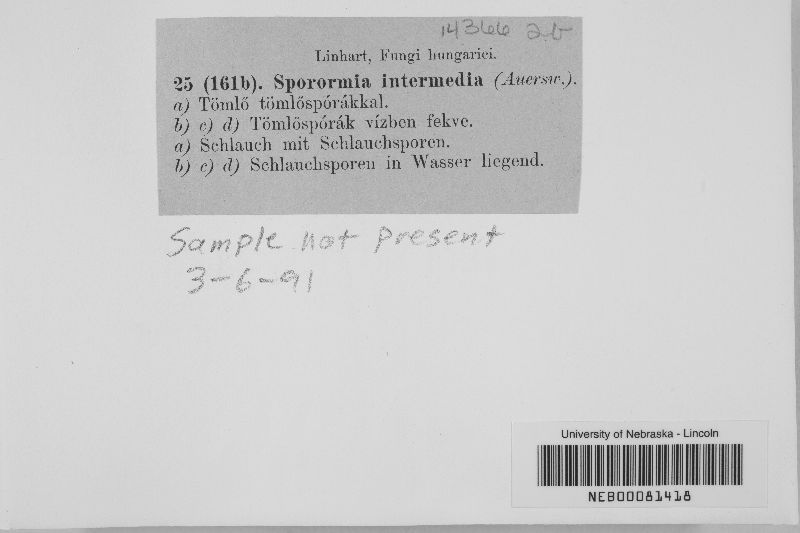 14366 2b
Linhart, Fungi hungarici.
25 (161b). Sporormia intermedia (Auersw.).
a) Tömlő tömlőspórákkal.
b) c) d) Tömlőspórák vízben fekve.
a) Schlauch mit Schlauchsporen.
b) c) d) Schlauchsporen in Wasser liegend.
Sample not present
3-6-91
University of Nebraska - Lincoln
NEB00081418